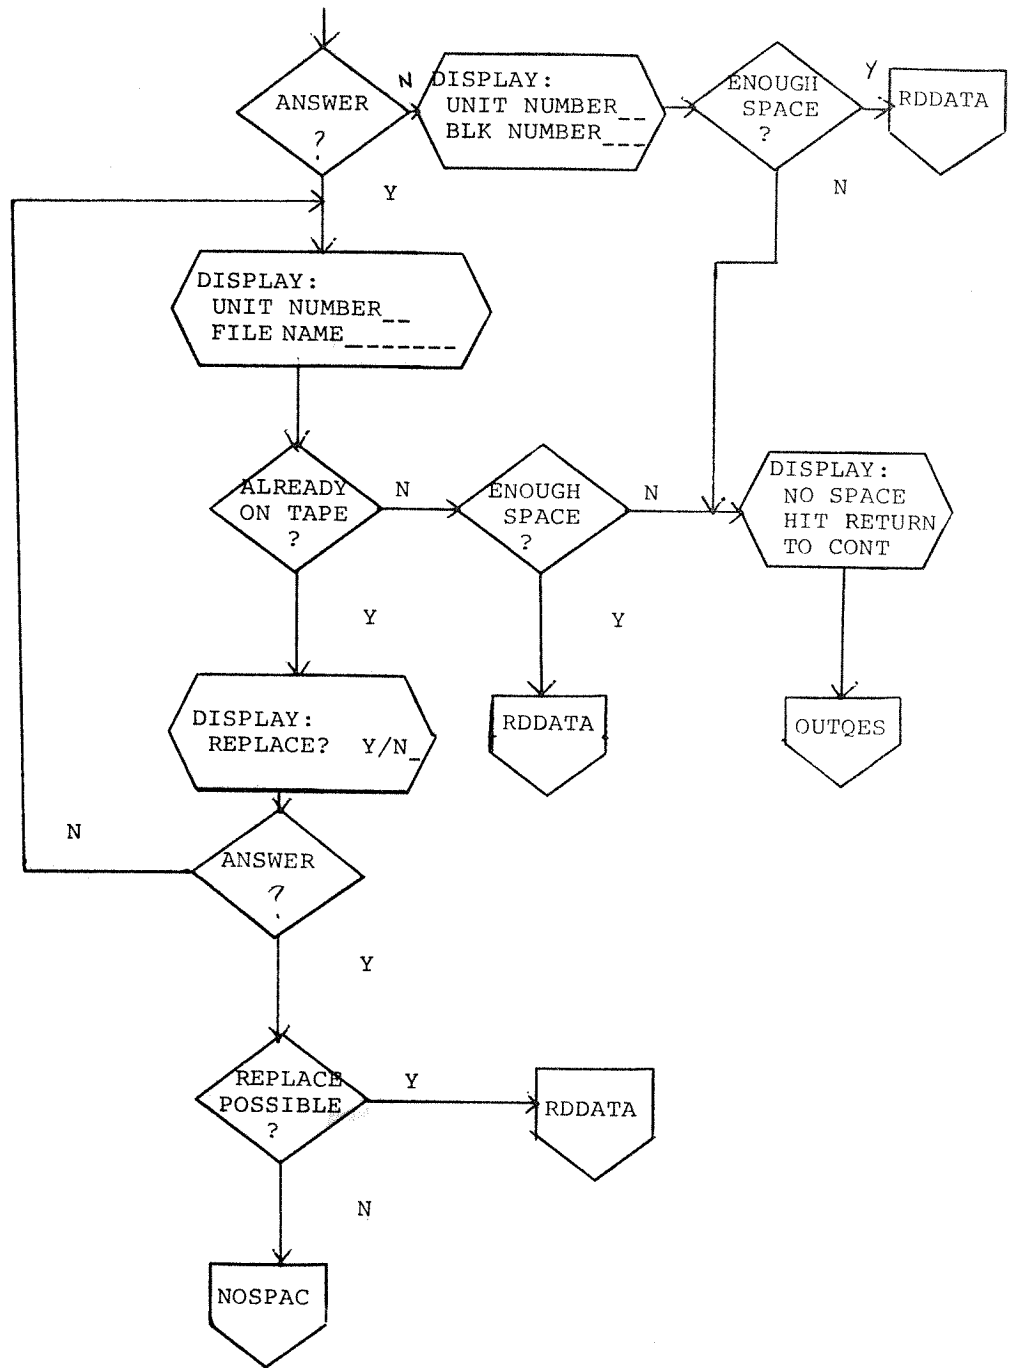 ANSWER
?
N
DISPLAY:
UNIT NUMBER__
BLK NUMBER___
ENOUGH
SPACE
?
Y
RDDATA
Y
N
DISPLAY:
UNIT NUMBER__
FILE NAME_______
ALREADY
ON TAPE
?
N
ENOUGH
SPACE
?
N
DISPLAY:
NO SPACE
HIT RETURN
TO CONT
Y
Y
DISPLAY:
REPLACE? Y/N_
RDDATA
OUTQES
N
ANSWER
?
Y
REPLACE
POSSIBLE
?
Y
RDDATA
N
NOSPAC